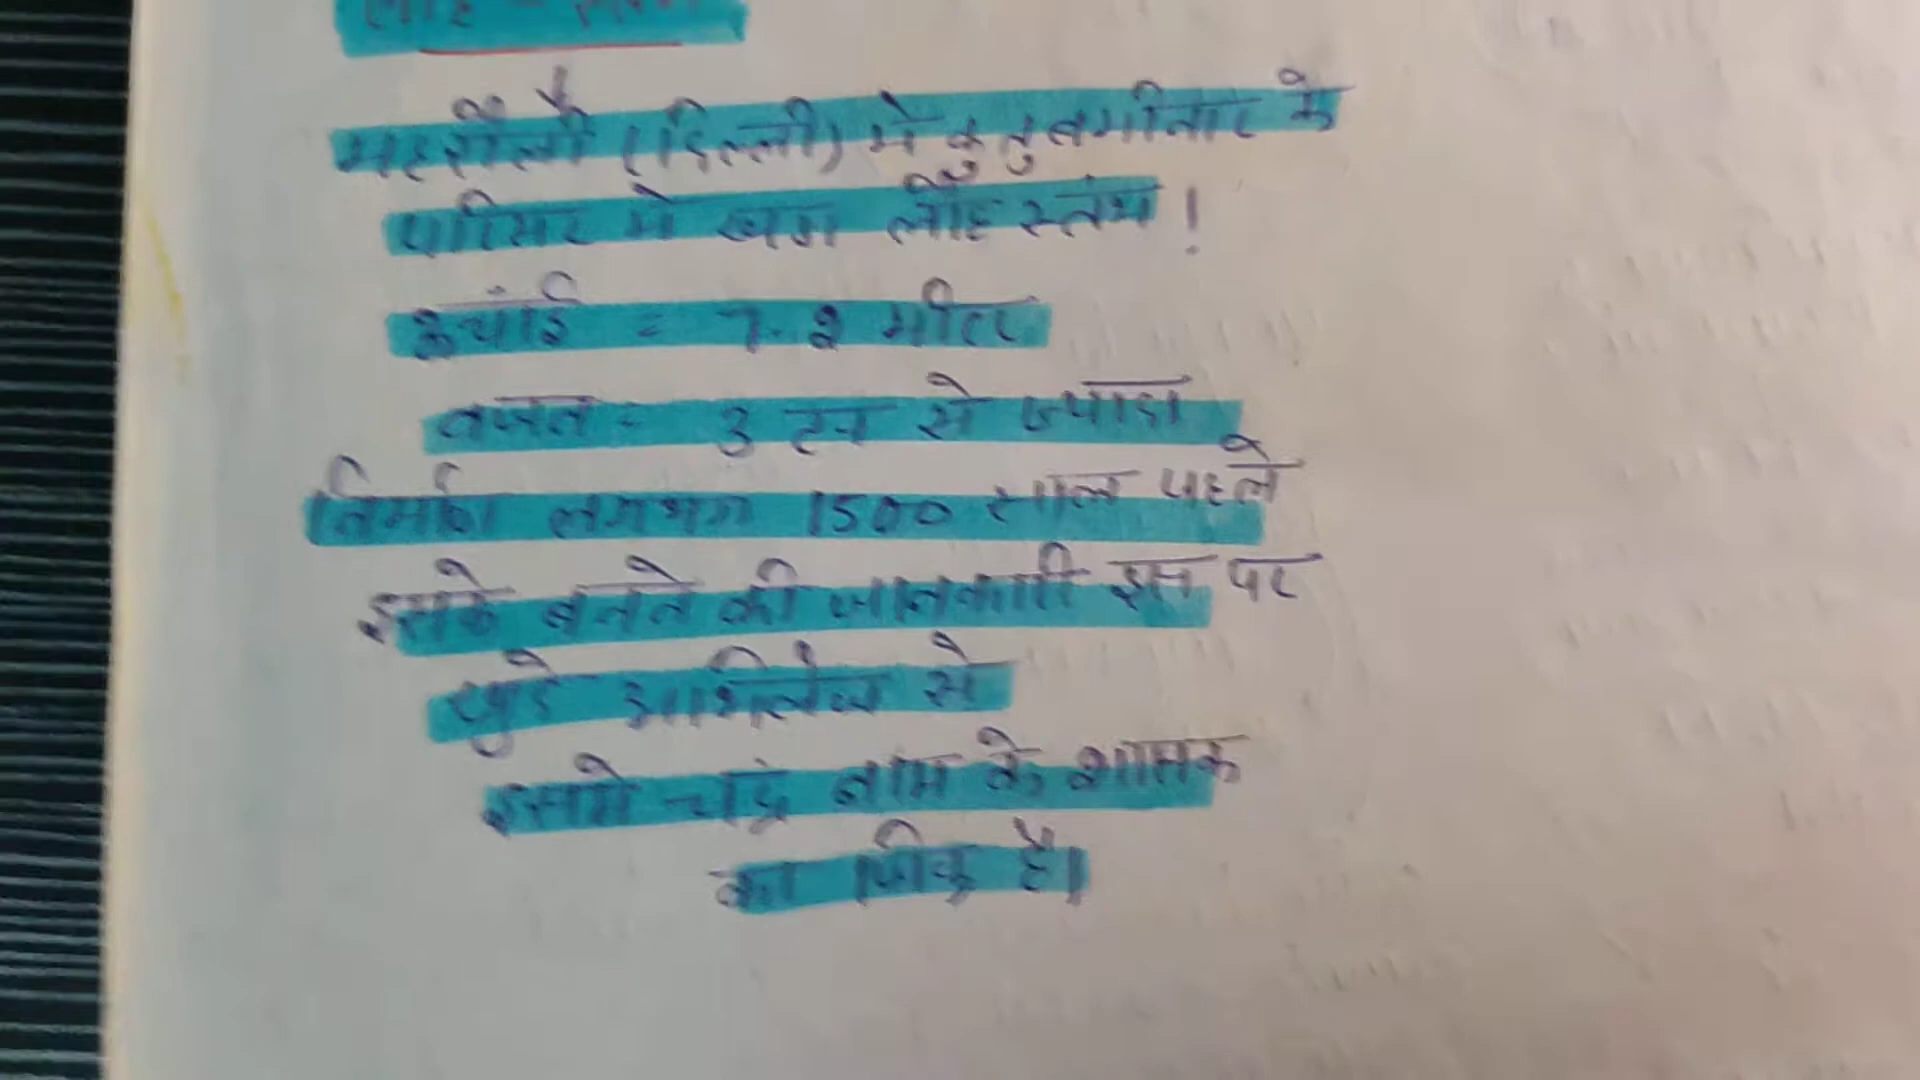 लौह -
महरौली (दिल्ली) मे कुतुबमीनार के
परिसर मे खड़ा लौह स्तंभ !
ऊचांई = 7.2 मीटर
वजन = 3 टन से ज्यादा
निर्माण लगभग 1500 साल पहले
इसके बनने की जानकारी इस पर
खुदे अभिलेख से
इसमे चंद्र नाम के शासक
का जिक्र है।